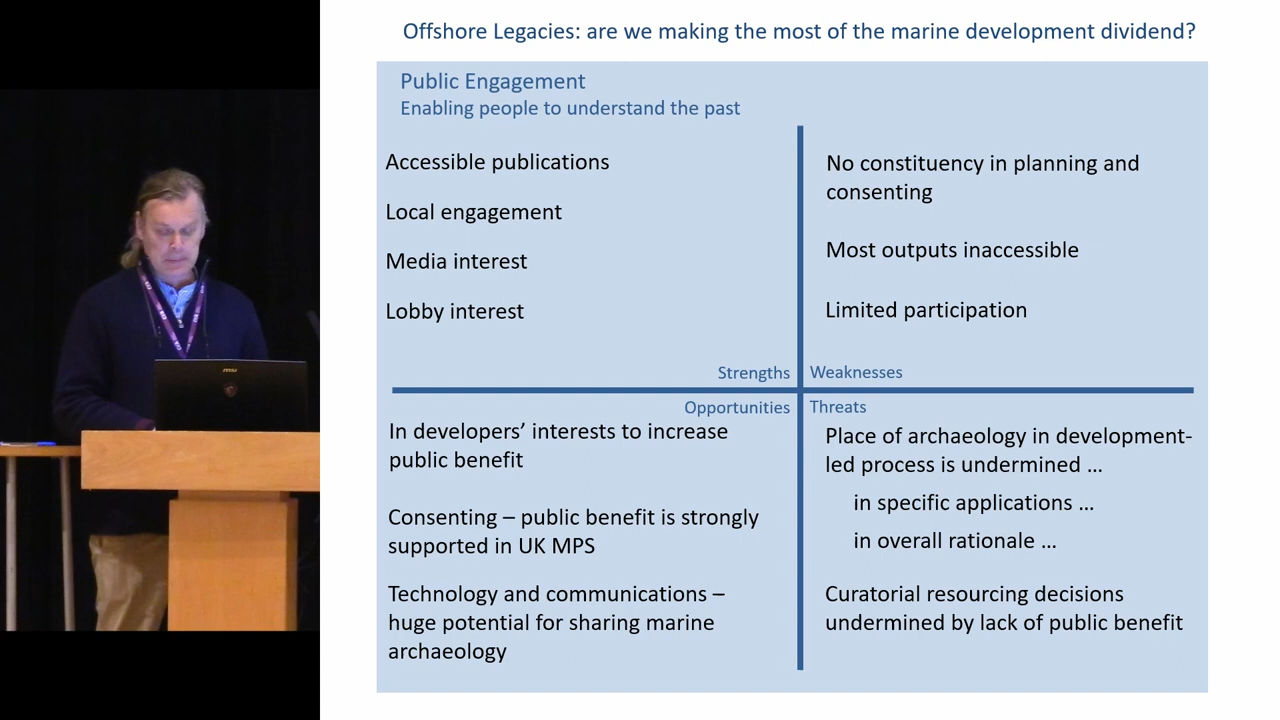 Offshore Legacies: are we making the most of the marine development dividend?
Public Engagement
Enabling people to understand the past
Accessible publications
Local engagement
Media interest
Lobby interest
Strengths
No constituency in planning and
consenting
Most outputs inaccessible
Limited participation
Weaknesses
Opportunities
In developers’ interests to increase
public benefit
Consenting – public benefit is strongly
supported in UK MPS
Technology and communications –
huge potential for sharing marine
archaeology
Threats
Place of archaeology in development-
led process is undermined ...
in specific applications ...
in overall rationale ...
Curatorial resourcing decisions
undermined by lack of public benefit
msi